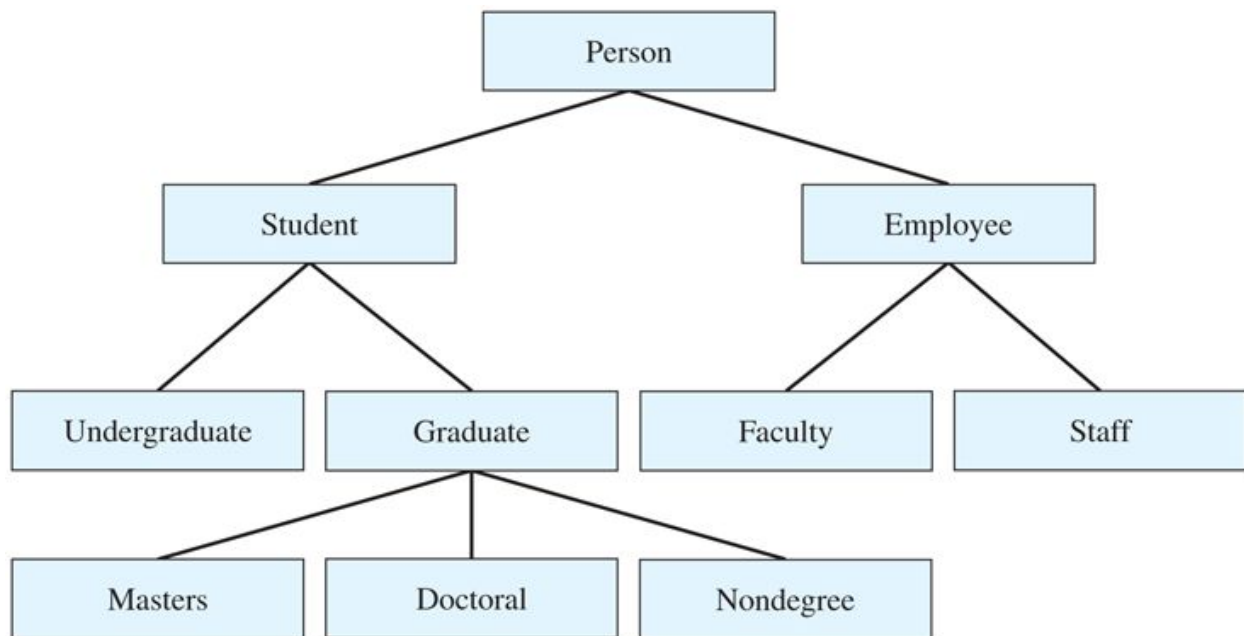 Person
Student
Employee
Undergraduate
Graduate
Faculty
Staff
Masters
Doctoral
Nondegree